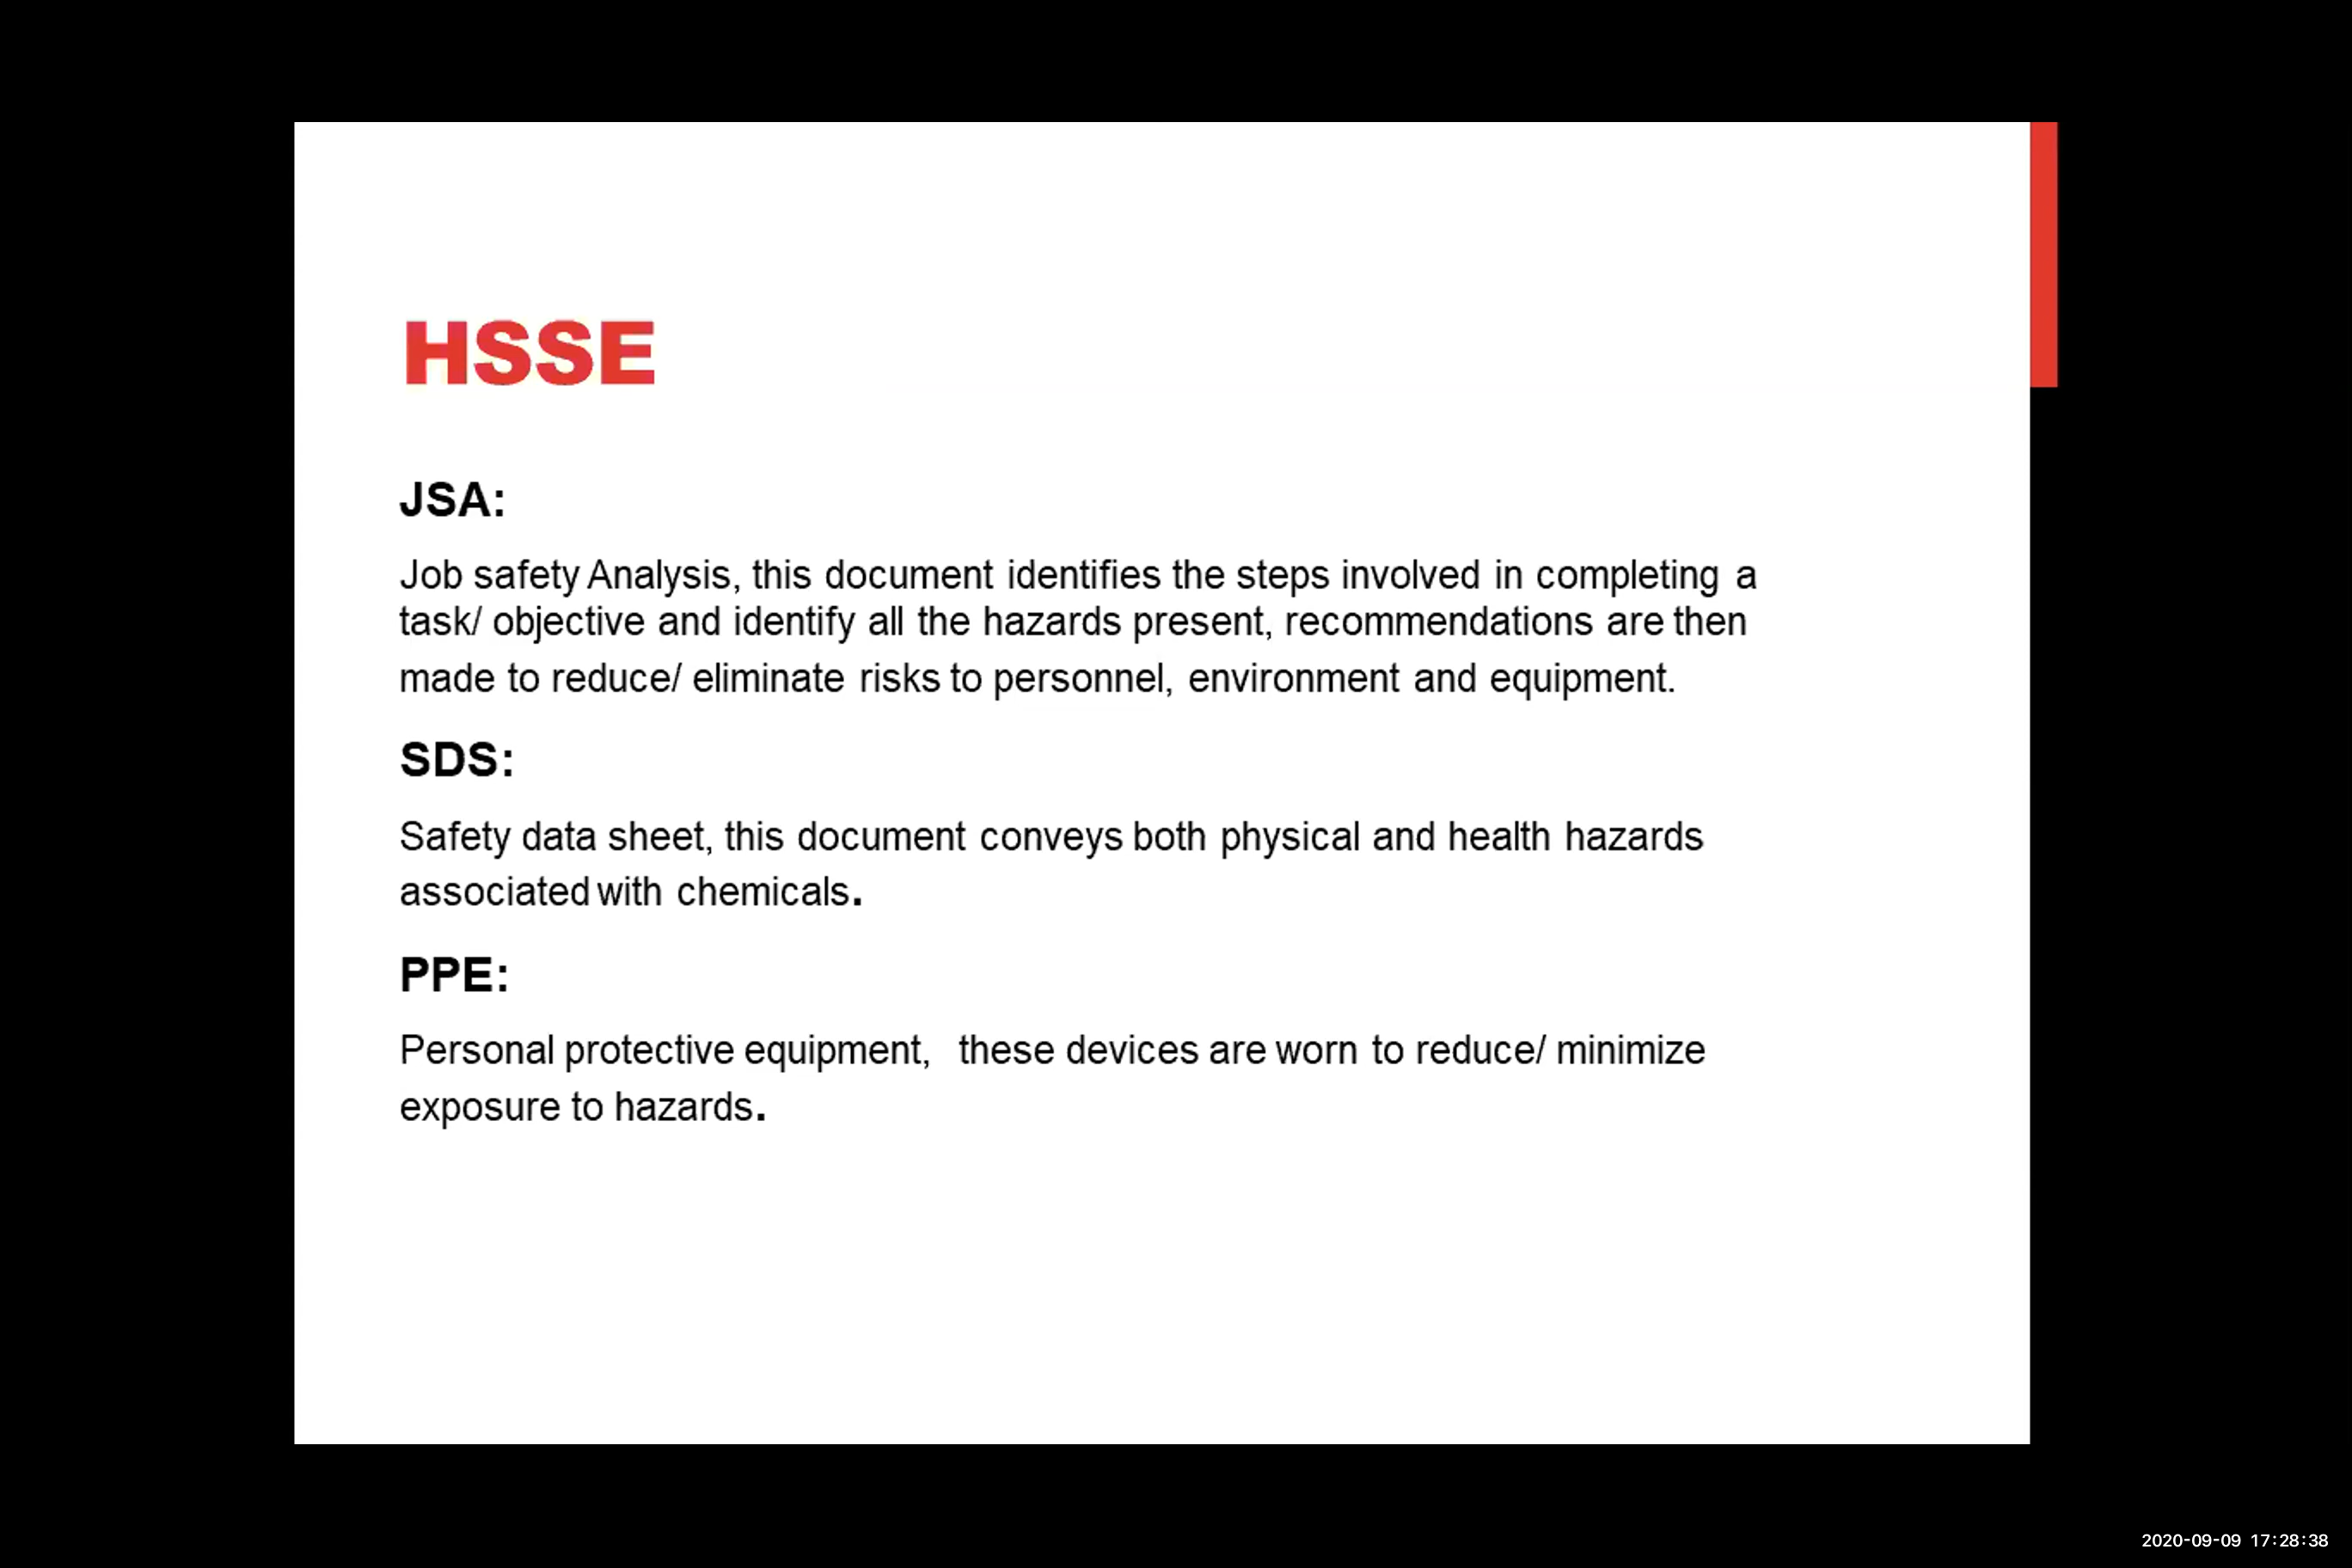 HSSE
JSA:
Job safety Analysis, this document identifies the steps involved in completing a
task/ objective and identify all the hazards present, recommendations are then
made to reduce/ eliminate risks to personnel, environment and equipment.
SDS:
Safety data sheet, this document conveys both physical and health hazards
associated with chemicals.
PPE:
Personal protective equipment, these devices are worn to reduce/ minimize
exposure to hazards.
2020-09-09 17:28:38